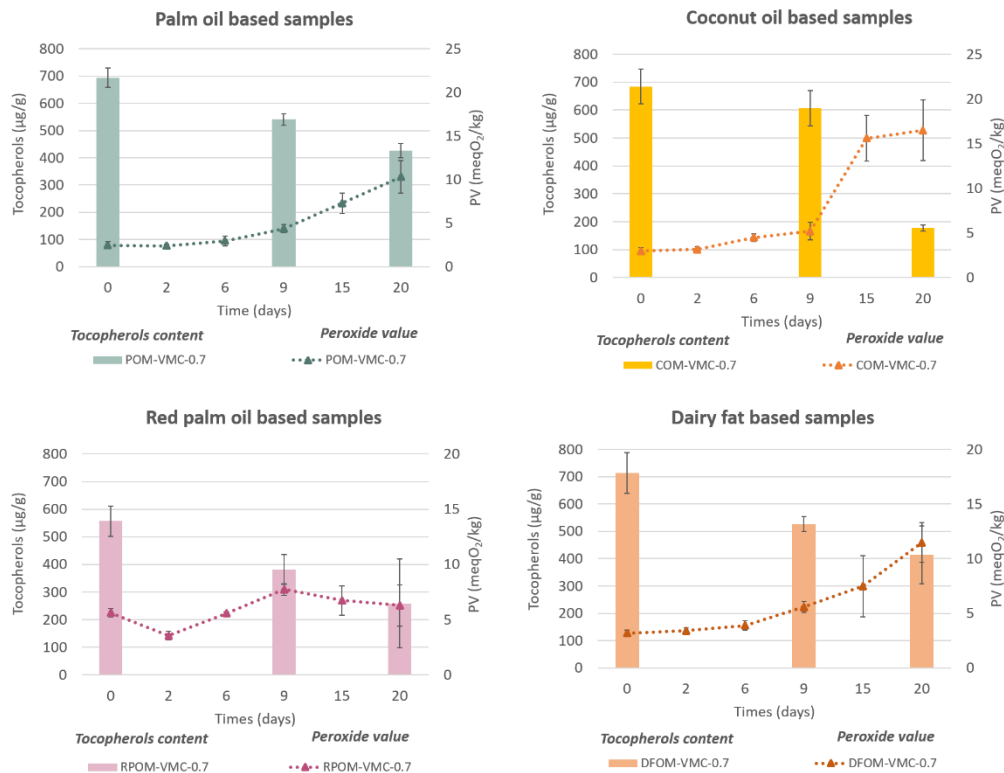 Palm oil based samples
Tocopherols (µg/g)
800
700
600
500
400
300
200
100
0
25
20
15
10
5
0
PV (meqO₂/kg)
0 2 6 9 15 20
Time (days)
Tocopherols content Peroxide value
POM-VMC-0.7 POM-VMC-0.7
Coconut oil based samples
Tocopherols (µg/g)
800
700
600
500
400
300
200
100
0
25
20
15
10
5
0
PV (meqO₂/kg)
0 2 6 9 15 20
Times (days)
Tocopherols content Peroxide value
COM-VMC-0.7 COM-VMC-0.7
Red palm oil based samples
Tocopherols (µg/g)
800
700
600
500
400
300
200
100
0
20
15
10
5
0
PV (meqO₂/kg)
0 2 6 9 15 20
Times (days)
Tocopherols content Peroxide value
RPOM-VMC-0.7 RPOM-VMC-0.7
Dairy fat based samples
Tocopherols (µg/g)
800
700
600
500
400
300
200
100
0
20
15
10
5
0
PV (meqO₂/kg)
0 2 6 9 15 20
Times (days)
Tocopherols content Peroxide value
DFOM-VMC-0.7 DFOM-VMC-0.7